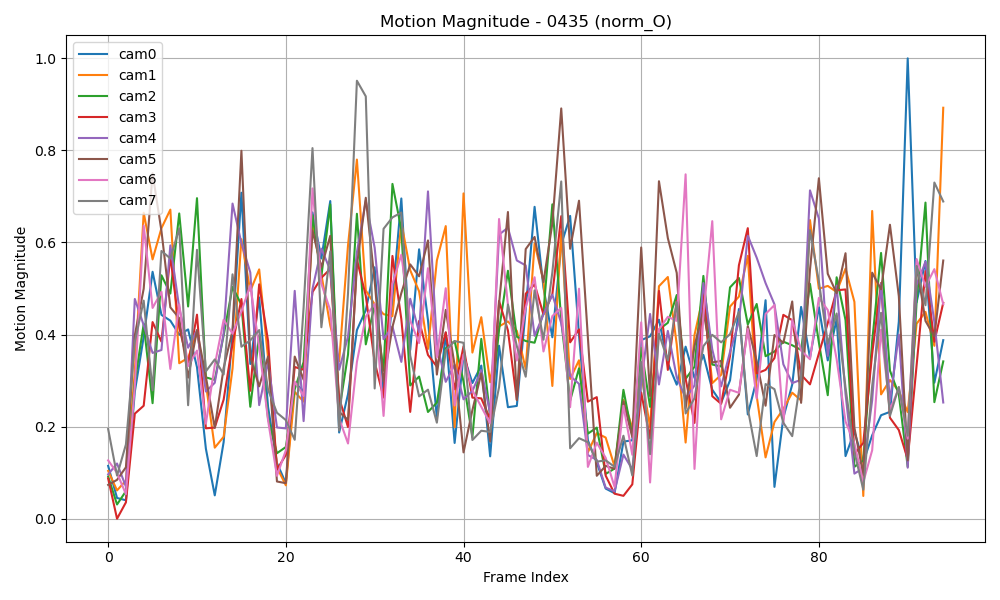 Motion Magnitude - 0435 (norm_O)
cam0
cam1
cam2
cam3
cam4
cam5
cam6
cam7
1.0
0.8
0.6
0.4
0.2
0.0
Motion Magnitude
0 20 40 60 80
Frame Index